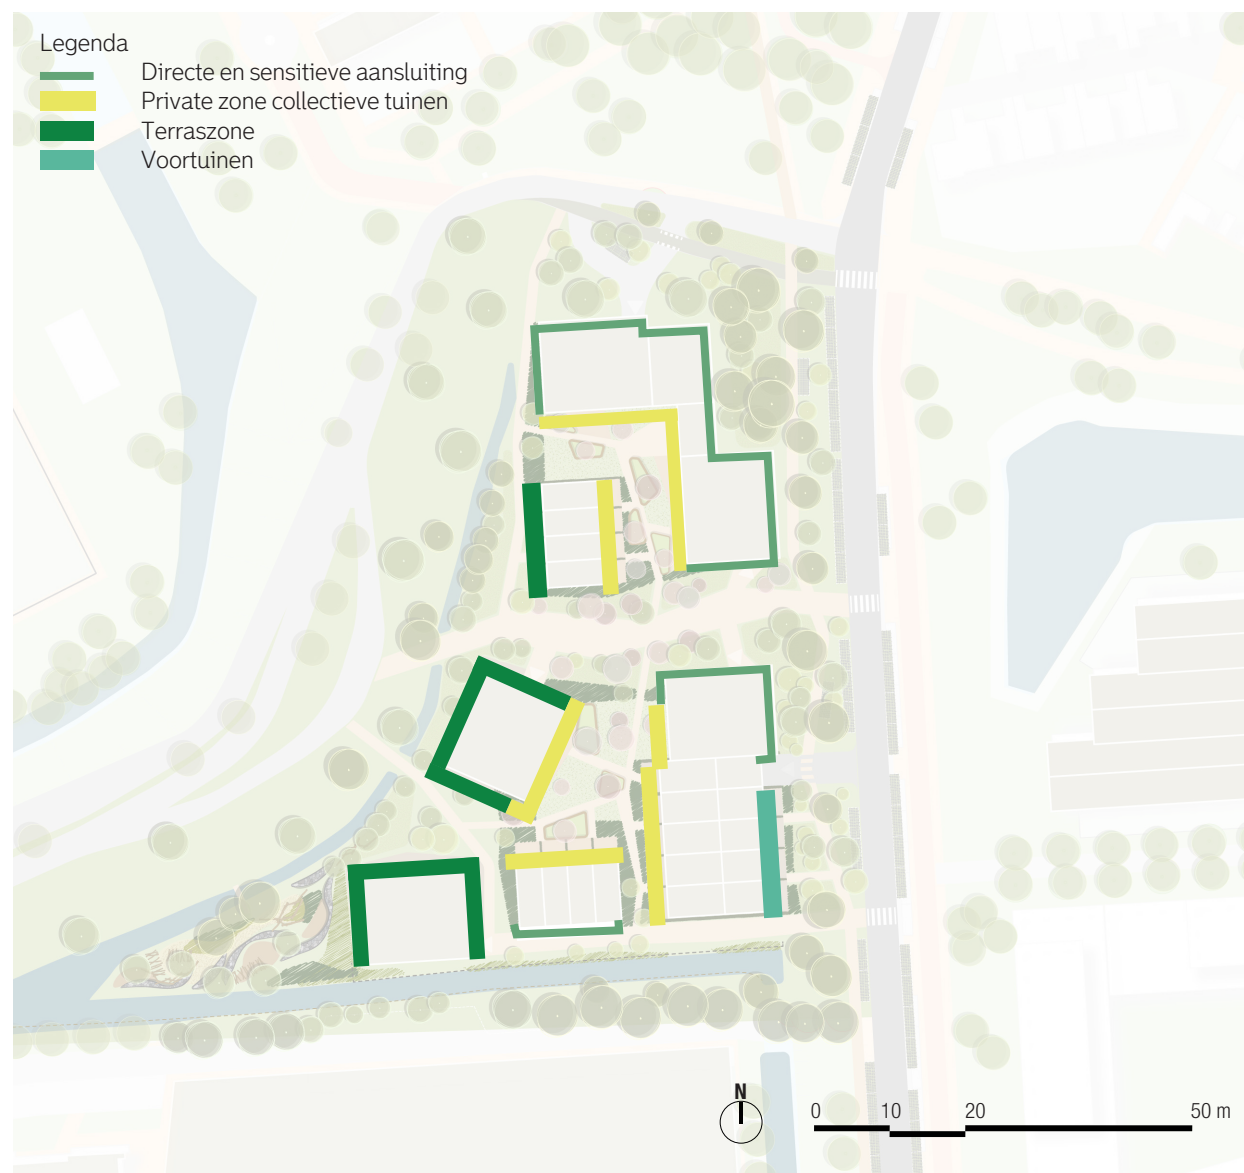 Legenda
Directe en sensitieve aansluiting
Private zone collectieve tuinen
Terraszone
Voortuinen
N
0 10 20 50 m